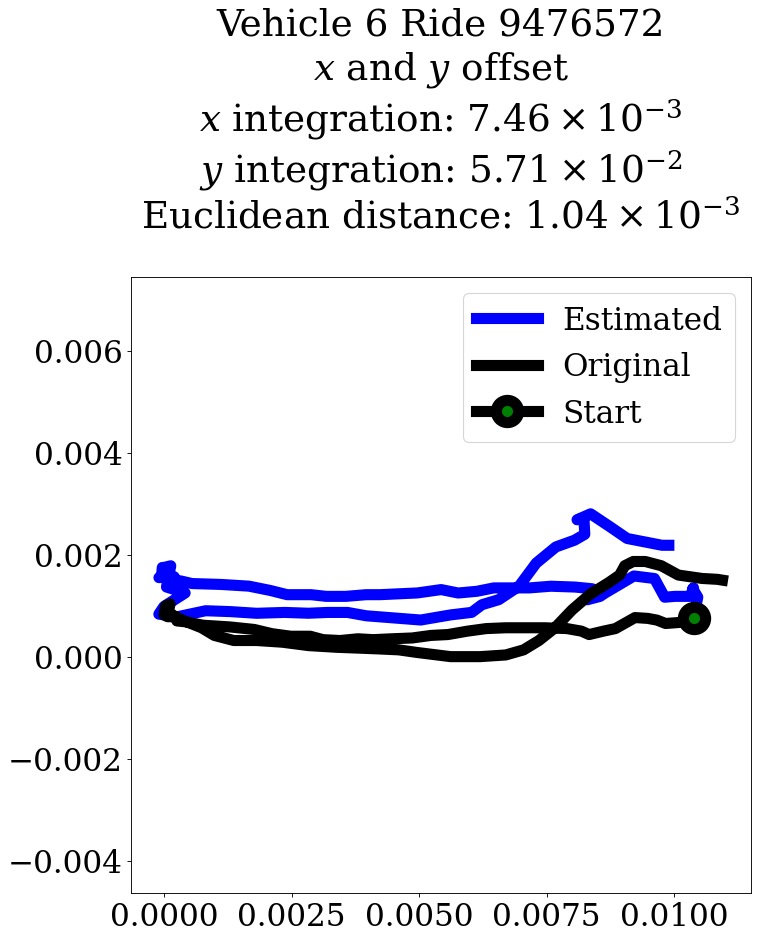 Vehicle 6 Ride 9476572
x and y offset
x integration: 7.46 × 10⁻³
y integration: 5.71 × 10⁻²
Euclidean distance: 1.04 × 10⁻³
Estimated
Original
Start
0.006
0.004
0.002
0.000
−0.002
−0.004
0.0000 0.0025 0.0050 0.0075 0.0100